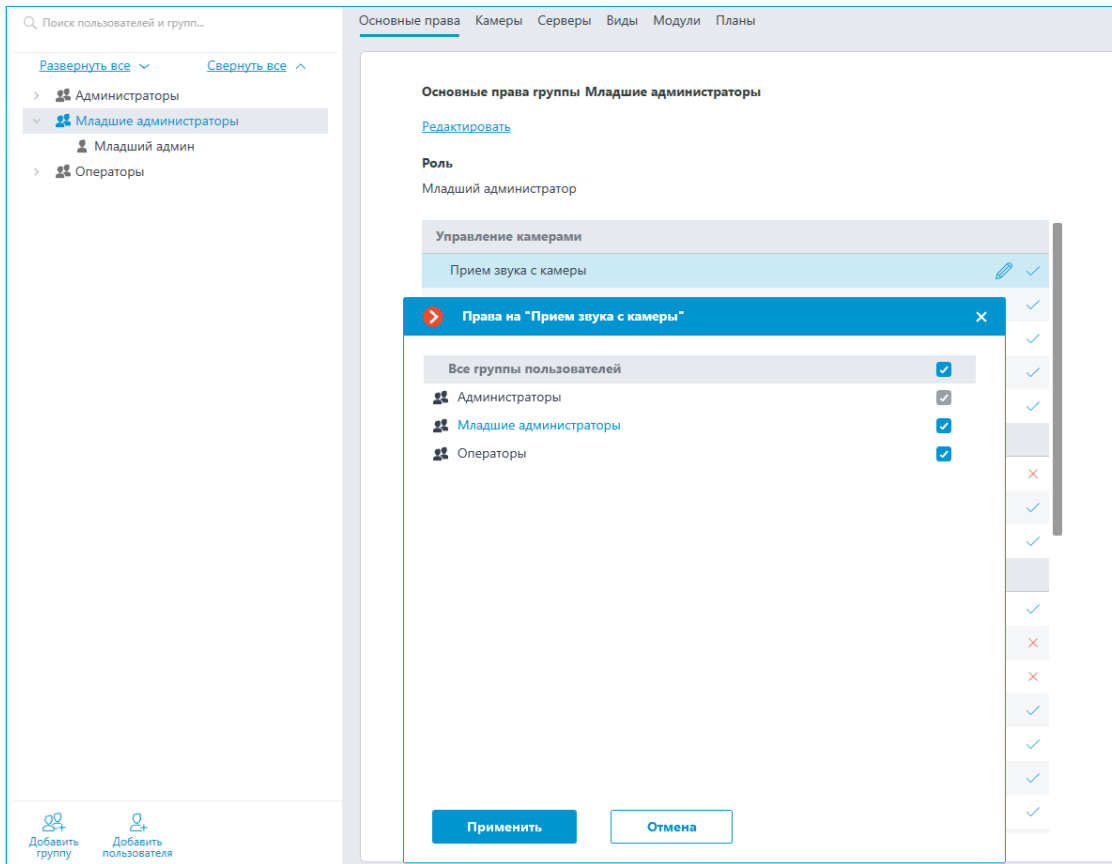 Поиск пользователей и групп...
Развернуть все
Свернуть все
Администраторы
Младшие администраторы
Младший админ
Операторы
Добавить
группу
Добавить
пользователя
Основные права Камеры Серверы Виды Модули Планы
Основные права группы Младшие администраторы
Редактировать
Роль
Младший администратор
Управление камерами
Прием звука с камеры
Права на "Прием звука с камеры"
Все группы пользователей
Администраторы
Младшие администраторы
Операторы
Применить
Отмена